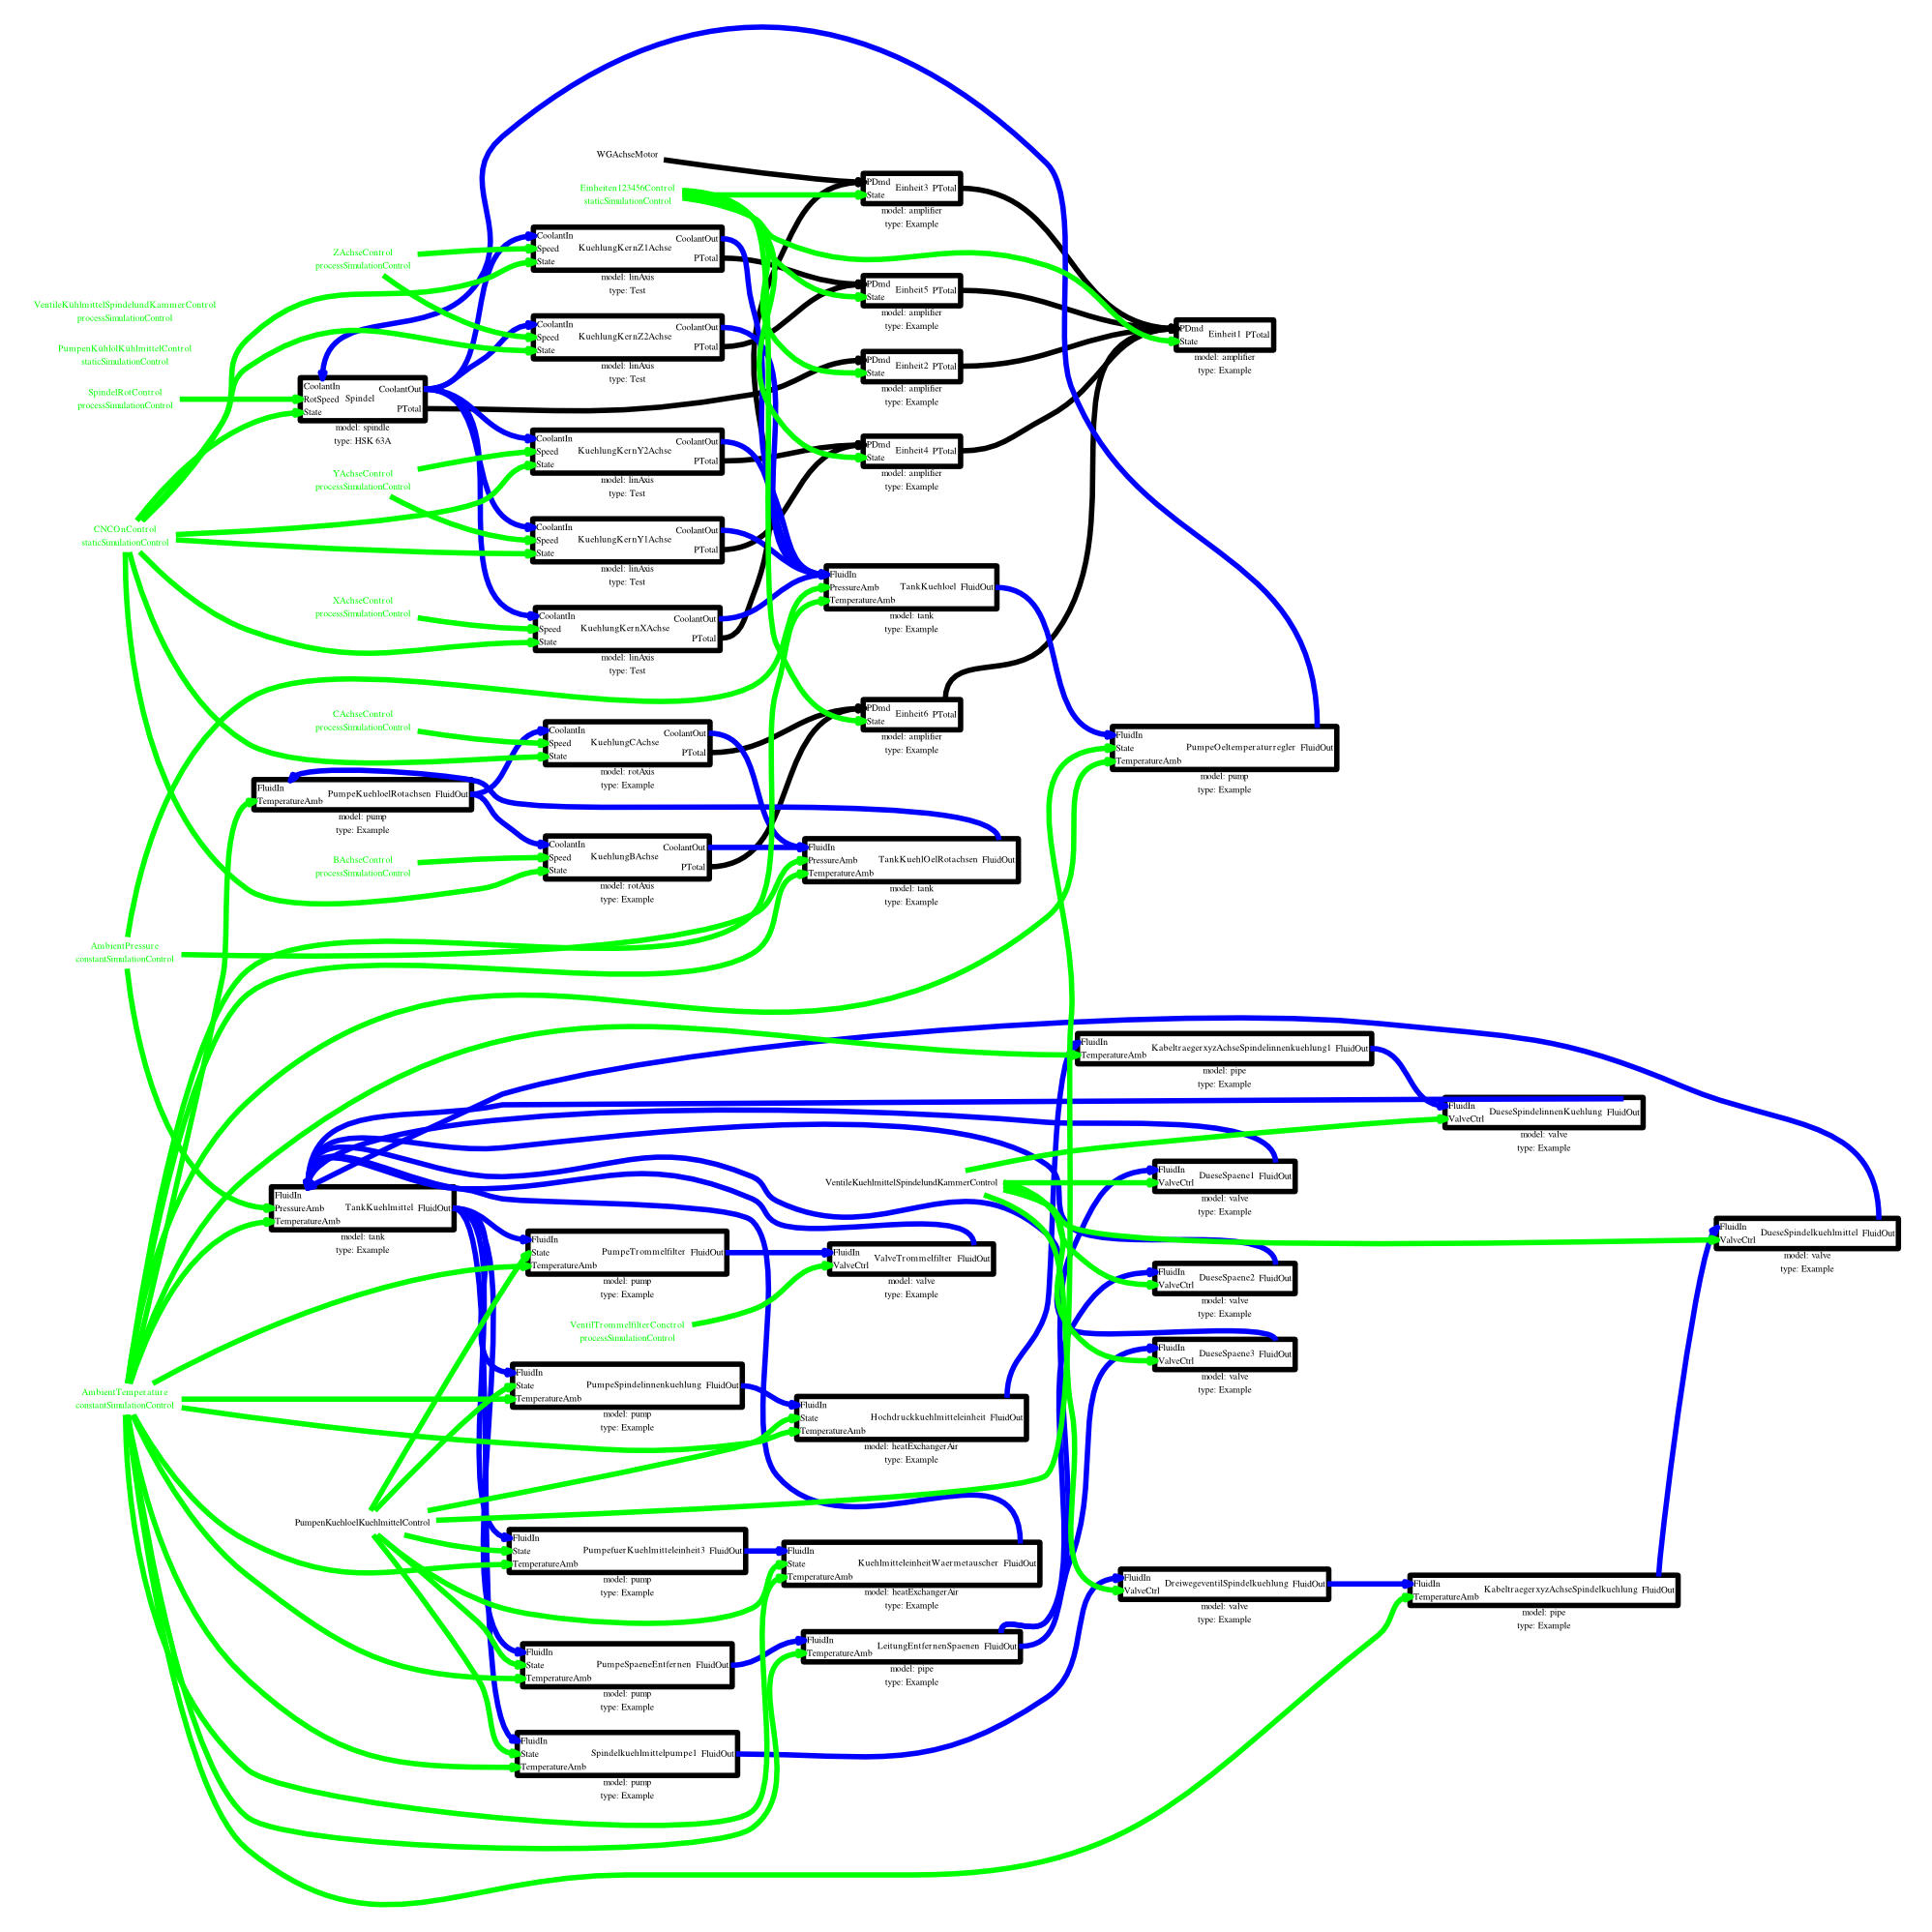 WGAchseMotor
Einheiten123456Control
staticSimulationControl
PDmd
Einheit3
PTotal
State
model: amplifier
type: Example
CoolantIn
CoolantOut
Speed
KuehlungKernZ1Achse
State
PTotal
model: linAxis
type: Test
ZAchseControl
processSimulationControl
PDmd
Einheit5
PTotal
State
model: amplifier
type: Example
VentileKühlmittelSpindelundKammerControl
processSimulationControl
CoolantIn
CoolantOut
Speed
KuehlungKernZ2Achse
State
PTotal
model: linAxis
type: Test
PDmd
Einheit1
PTotal
State
model: amplifier
type: Example
PumpenKühlölKühlmittelControl
staticSimulationControl
PDmd
Einheit2
PTotal
State
model: amplifier
type: Example
SpindelRotControl
processSimulationControl
CoolantIn
CoolantOut
RotSpeed
Spindel
State
PTotal
model: spindle
type: HSK 63A
CoolantIn
CoolantOut
Speed
KuehlungKernY2Achse
State
PTotal
model: linAxis
type: Test
PDmd
Einheit4
PTotal
State
model: amplifier
type: Example
YAchseControl
processSimulationControl
CNCOnControl
staticSimulationControl
CoolantIn
CoolantOut
Speed
KuehlungKernY1Achse
State
PTotal
model: linAxis
type: Test
FluidIn
PressureAmb
TankKuehloel
FluidOut
TemperatureAmb
model: tank
type: Example
XAchseControl
processSimulationControl
CoolantIn
CoolantOut
Speed
KuehlungKernXAchse
State
PTotal
model: linAxis
type: Test
PDmd
Einheit6
PTotal
State
model: amplifier
type: Example
CAchseControl
processSimulationControl
CoolantIn
CoolantOut
Speed
KuehlungCAchse
State
PTotal
model: rotAxis
type: Example
FluidIn
State
PumpeOeltemperaturregler
FluidOut
TemperatureAmb
model: pump
type: Example
FluidIn
PumpeKuehloelRotachsen
FluidOut
TemperatureAmb
model: pump
type: Example
BAchseControl
processSimulationControl
CoolantIn
CoolantOut
Speed
KuehlungBAchse
State
PTotal
model: rotAxis
type: Example
FluidIn
PressureAmb
TankKuehlOelRotachsen
FluidOut
TemperatureAmb
model: tank
type: Example
AmbientPressure
constantSimulationControl
FluidIn
KabeltraegerxyzAchseSpindelinnenkuehlung1
FluidOut
TemperatureAmb
model: pipe
type: Example
FluidIn
DueseSpindelinnenKuehlung
FluidOut
ValveCtrl
model: valve
type: Example
VentileKuehlmittelSpindelundKammerControl
FluidIn
DueseSpaene1
FluidOut
ValveCtrl
model: valve
type: Example
FluidIn
PressureAmb
TankKuehlmittel
FluidOut
TemperatureAmb
model: tank
type: Example
FluidIn
DueseSpindelkuehlmittel
FluidOut
ValveCtrl
model: valve
type: Example
FluidIn
State
PumpeTrommelfilter
FluidOut
TemperatureAmb
model: pump
type: Example
FluidIn
ValveTrommelfilter
FluidOut
ValveCtrl
model: valve
type: Example
FluidIn
DueseSpaene2
FluidOut
ValveCtrl
model: valve
type: Example
VentilTrommelfilterConctrol
processSimulationControl
FluidIn
DueseSpaene3
FluidOut
ValveCtrl
model: valve
type: Example
AmbientTemperature
constantSimulationControl
FluidIn
State
PumpeSpindelinnenkuehlung
FluidOut
TemperatureAmb
model: pump
type: Example
FluidIn
State
Hochdruckkuehlmitteleinheit
FluidOut
TemperatureAmb
model: heatExchangerAir
type: Example
PumpenKuehloelKuehlmittelControl
FluidIn
State
PumpefuerKuehlmitteleinheit3
FluidOut
TemperatureAmb
model: pump
type: Example
FluidIn
State
KuehlmitteleinheitWaermetauscher
FluidOut
TemperatureAmb
model: heatExchangerAir
type: Example
FluidIn
DreiwegeventilSpindelkuehlung
FluidOut
ValveCtrl
model: valve
type: Example
FluidIn
KabeltraegerxyzAchseSpindelkuehlung
FluidOut
TemperatureAmb
model: pipe
type: Example
FluidIn
State
PumpeSpaeneEntfernen
FluidOut
TemperatureAmb
model: pump
type: Example
FluidIn
LeitungEntfernenSpaenen
FluidOut
TemperatureAmb
model: pipe
type: Example
FluidIn
State
Spindelkuehlmittelpumpe1
FluidOut
TemperatureAmb
model: pump
type: Example